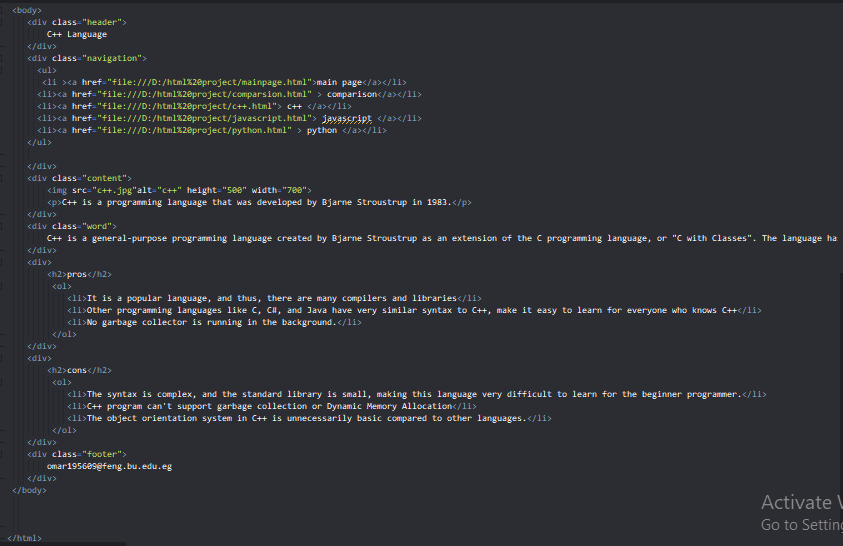 <body>
<div class="header">
C++ Language
</div>
<div class="navigation">
<ul>
<li ><a href="file:///D:/html%20project/mainpage.html">main page</a></li>
<li><a href="file:///D:/html%20project/comparsion.html" > comparison</a></li>
<li><a href="file:///D:/html%20project/c++.html"> c++ </a></li>
<li><a href="file:///D:/html%20project/javascript.html"> javascript </a></li>
<li><a href="file:///D:/html%20project/python.html" > python </a></li>
</ul>
</div>
<div class="content">
<img src="c++.jpg"alt="c++" height="500" width="700">
<p>C++ is a programming language that was developed by Bjarne Stroustrup in 1983.</p>
</div>
<div class="word">
C++ is a general-purpose programming language created by Bjarne Stroustrup as an extension of the C programming language, or "C with Classes". The language ha
</div>
<div>
<h2>pros</h2>
<ol>
<li>It is a popular language, and thus, there are many compilers and libraries</li>
<li>Other programming languages like C, C#, and Java have very similar syntax to C++, make it easy to learn for everyone who knows C++</li>
<li>No garbage collector is running in the background.</li>
</ol>
</div>
<div>
<h2>cons</h2>
<ol>
<li>The syntax is complex, and the standard library is small, making this language very difficult to learn for the beginner programmer.</li>
<li>C++ program can't support garbage collection or Dynamic Memory Allocation</li>
<li>The object orientation system in C++ is unnecessarily basic compared to other languages.</li>
</ol>
</div>
<div class="footer">
omar195609@feng.bu.edu.eg
</div>
</body>
Activate
Go to Setting
</html>